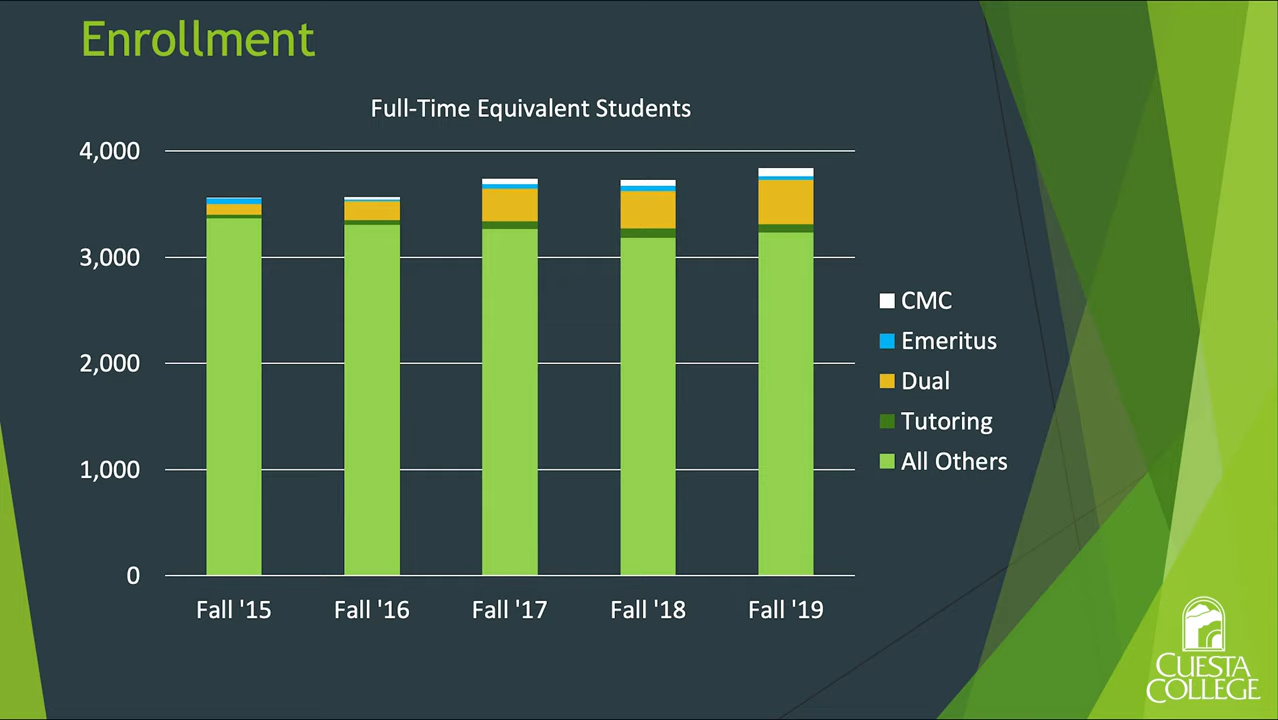 Enrollment
Full-Time Equivalent Students
4,000
3,000
2,000
1,000
0
Fall '15 Fall '16 Fall '17 Fall '18 Fall '19
CMC
Emeritus
Dual
Tutoring
All Others
CUESTA
COLLEGE